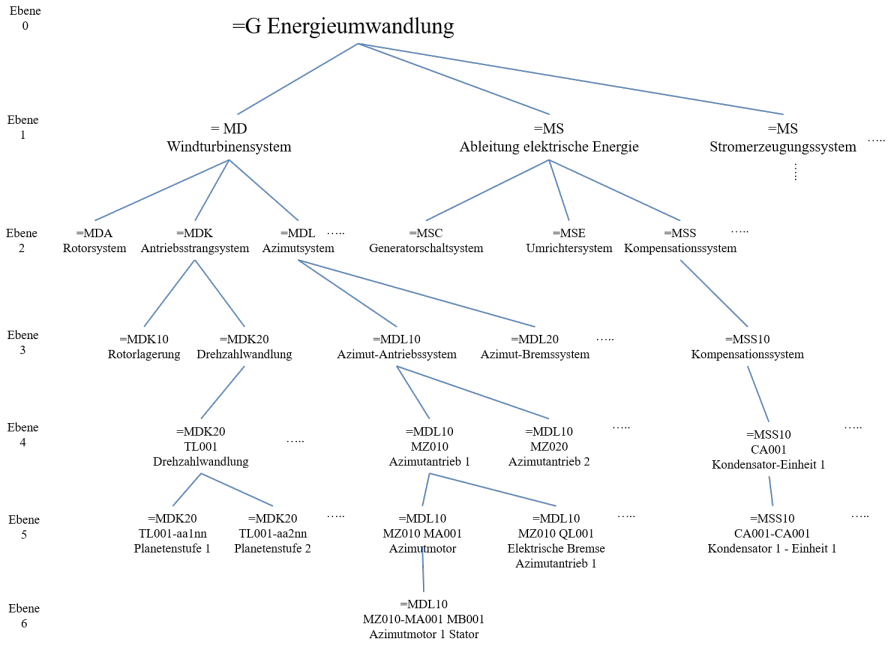 Ebene
0
=G Energieumwandlung
Ebene
1
= MD
Windturbinensystem
=MS
Ableitung elektrische Energie
=MS
Stromerzeugungssystem
.....
Ebene
2
=MDA
Rotorsystem
=MDK
Antriebsstrangsystem
=MDL
Azimutsystem
.....
=MSC
Generatorschaltsystem
=MSE
Umrichtersystem
=MSS
Kompensationssystem
.....
Ebene
3
=MDK10
Rotorlagerung
=MDK20
Drehzahlwandlung
=MDL10
Azimut-Antriebssystem
=MDL20
Azimut-Bremssystem
.....
=MSS10
Kompensationssystem
Ebene
4
=MDK20
TL001
Drehzahlwandlung
.....
=MDL10
MZ010
Azimutantrieb 1
=MDL10
MZ020
Azimutantrieb 2
.....
=MSS10
CA001
Kondensator-Einheit 1
.....
Ebene
5
=MDK20
TL001-aa1nn
Planetenstufe 1
=MDK20
TL001-aa2nn
Planetenstufe 2
.....
=MDL10
MZ010 MA001
Azimutmotor
=MDL10
MZ010 QL001
Elektrische Bremse
Azimutantrieb 1
.....
=MSS10
CA001-CA001
Kondensator 1 - Einheit 1
.....
Ebene
6
=MDL10
MZ010-MA001 MB001
Azimutmotor 1 Stator